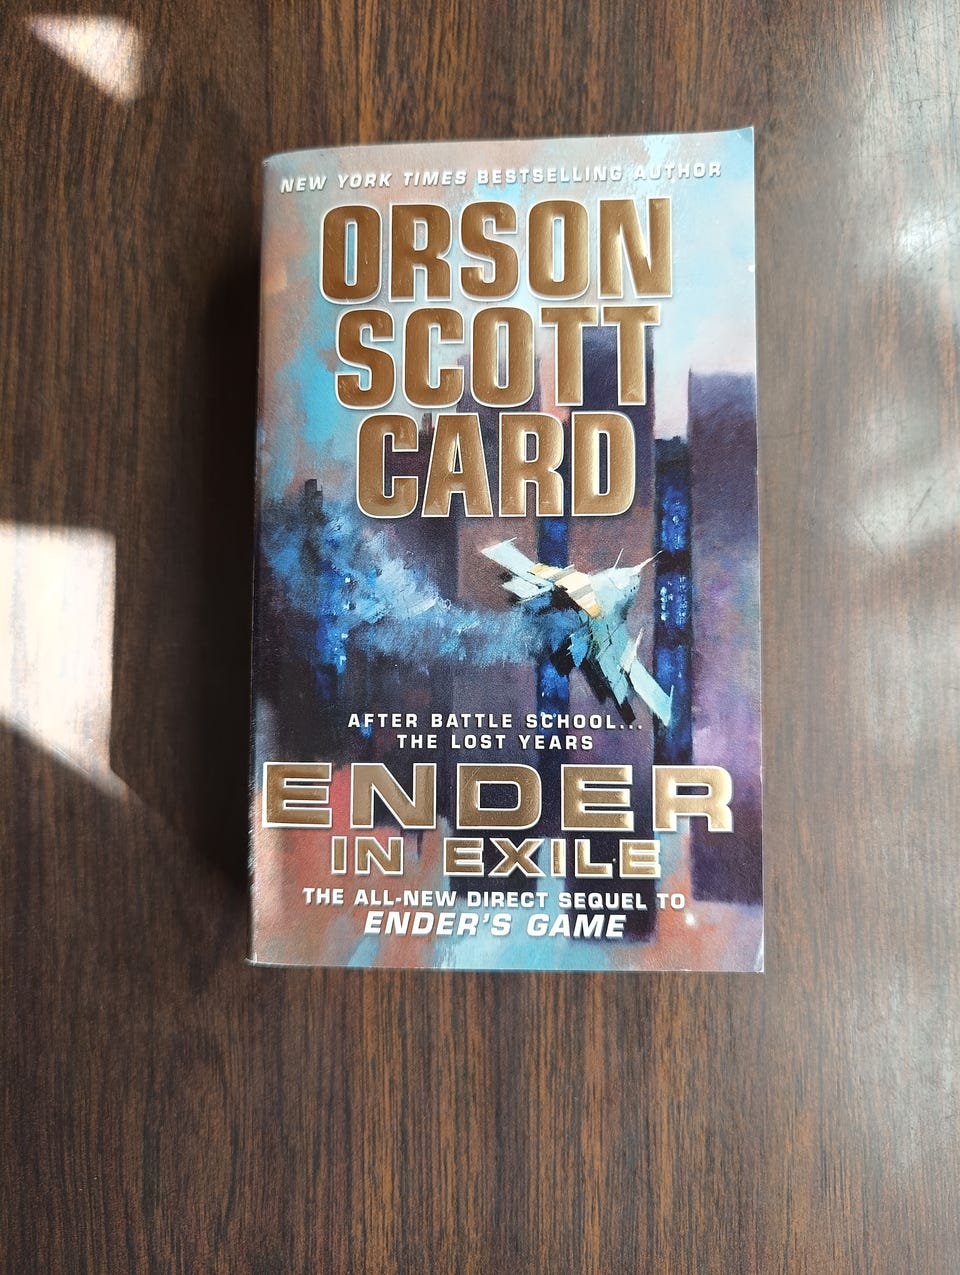 NEW YORK TIMES BESTSELLING AUTHOR
ORSON
SCOTT
CARD
AFTER BATTLE SCHOOL...
THE LOST YEARS
ENDER
IN EXILE
THE ALL-NEW DIRECT SEQUEL TO
ENDER'S GAME